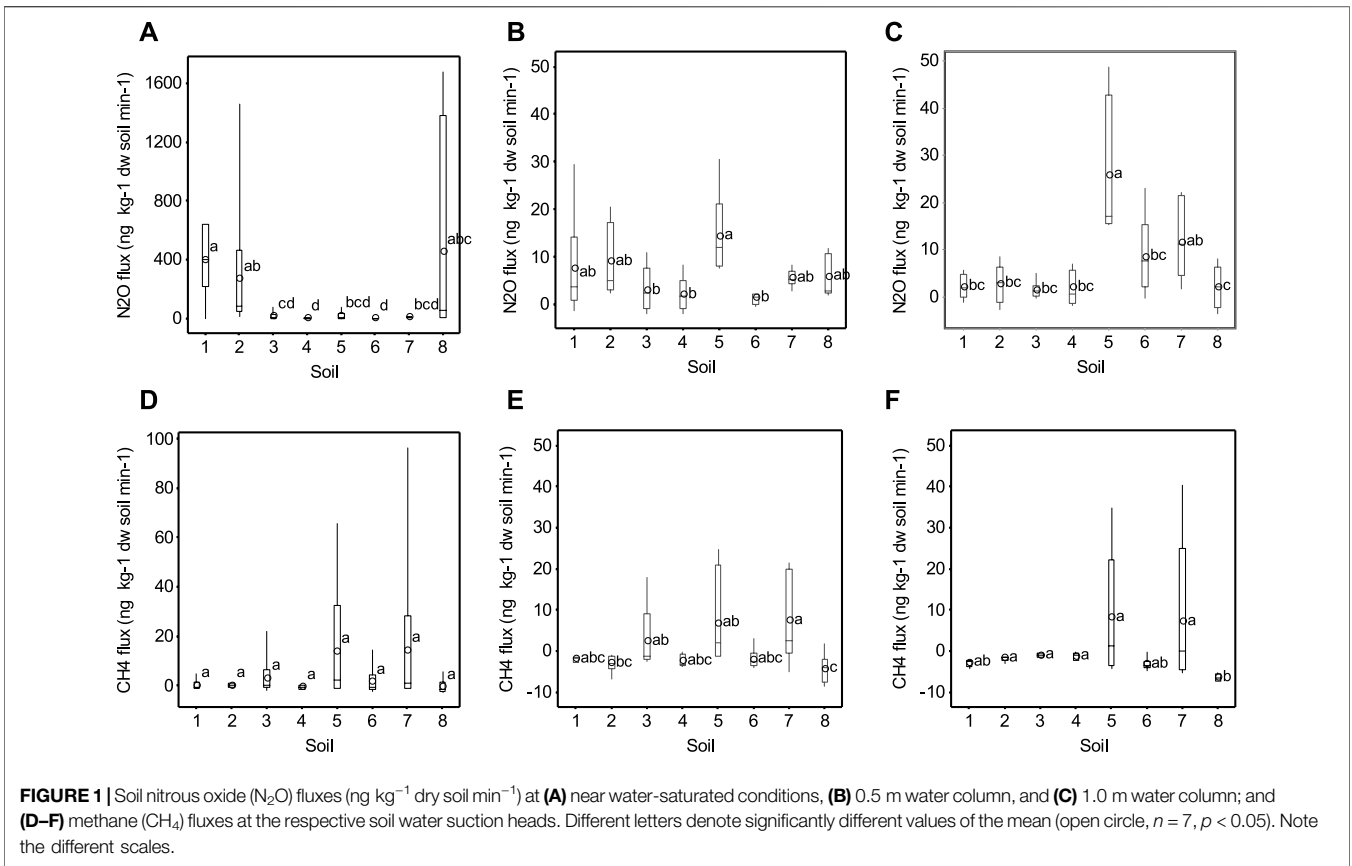 A
N2O flux (ng kg-1 dw soil min-1)
1600
1200
800
400
0
a
ab
cd
d
bcd
d
bcd
abc
1 2 3 4 5 6 7 8
Soil
B
N2O flux (ng kg-1 dw soil min-1)
50
40
30
20
10
0
ab
ab
b
b
a
b
ab
ab
1 2 3 4 5 6 7 8
Soil
C
N2O flux (ng kg-1 dw soil min-1)
50
40
30
20
10
0
bc
bc
bc
bc
a
bc
ab
c
1 2 3 4 5 6 7 8
Soil
D
CH4 flux (ng kg-1 dw soil min-1)
100
80
60
40
20
0
a
a
a
a
a
a
a
a
1 2 3 4 5 6 7 8
Soil
E
CH4 flux (ng kg-1 dw soil min-1)
50
40
30
20
10
0
-10
abc
bc
ab
abc
ab
abc
a
c
1 2 3 4 5 6 7 8
Soil
F
CH4 flux (ng kg-1 dw soil min-1)
50
40
30
20
10
0
-10
ab
a
a
a
a
ab
a
b
1 2 3 4 5 6 7 8
Soil
FIGURE 1 | Soil nitrous oxide (N₂O) fluxes (ng kg⁻¹ dry soil min⁻¹) at (A) near water-saturated conditions, (B) 0.5 m water column, and (C) 1.0 m water column; and
(D–F) methane (CH₄) fluxes at the respective soil water suction heads. Different letters denote significantly different values of the mean (open circle, n = 7, p < 0.05). Note
the different scales.